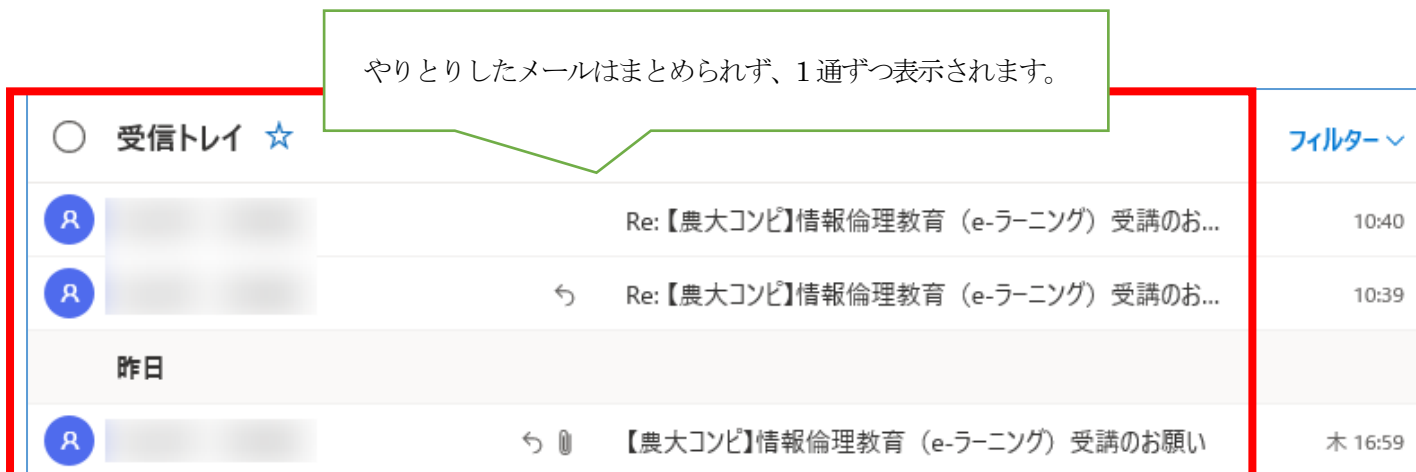 やりとりしたメールはまとめられず、1通ずつ表示されます。
受信トレイ
フィルター
Re:【農大コンピ】情報倫理教育（e-ラーニング）受講のお... 10:40
Re:【農大コンピ】情報倫理教育（e-ラーニング）受講のお... 10:39
昨日
【農大コンピ】情報倫理教育（e-ラーニング）受講のお願い 木 16:59